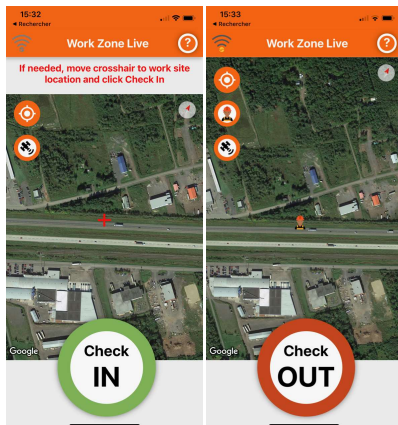 15:32
◀ Rechercher
Work Zone Live
?
If needed, move crosshair to work site
location and click Check In
Google
Check
IN
15:33
◀ Rechercher
Work Zone Live
?
Google
Check
OUT